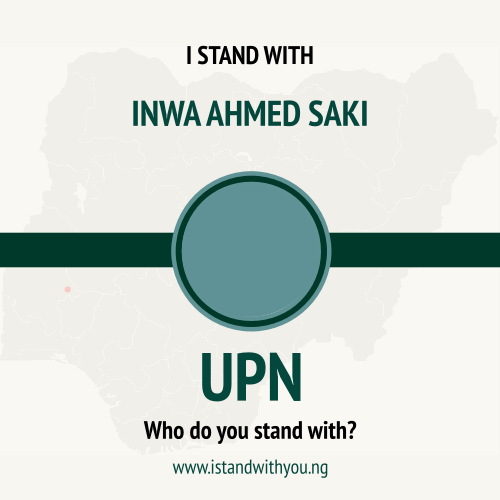 I STAND WITH
INWA AHMED SAKI
UPN
Who do you stand with?
www.istandwithyou.ng